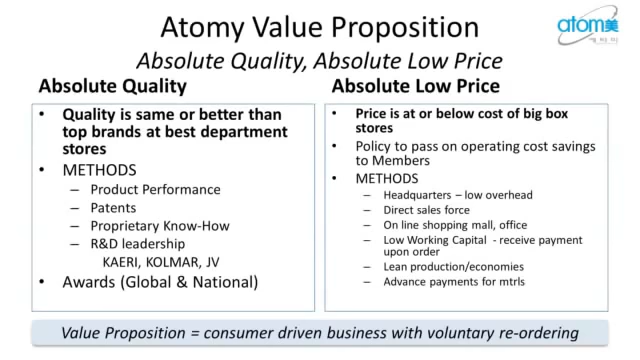 Atomy Value Proposition
atom美
애터미
Absolute Quality, Absolute Low Price
Absolute Quality
• Quality is same or better than
top brands at best department
stores
• METHODS
– Product Performance
– Patents
– Proprietary Know-How
– R&D leadership
KAERI, KOLMAR, JV
• Awards (Global & National)
Absolute Low Price
• Price is at or below cost of big box
stores
• Policy to pass on operating cost savings
to Members
• METHODS
– Headquarters – low overhead
– Direct sales force
– On line shopping mall, office
– Low Working Capital - receive payment
upon order
– Lean production/economies
– Advance payments for mtrls
Value Proposition = consumer driven business with voluntary re-ordering